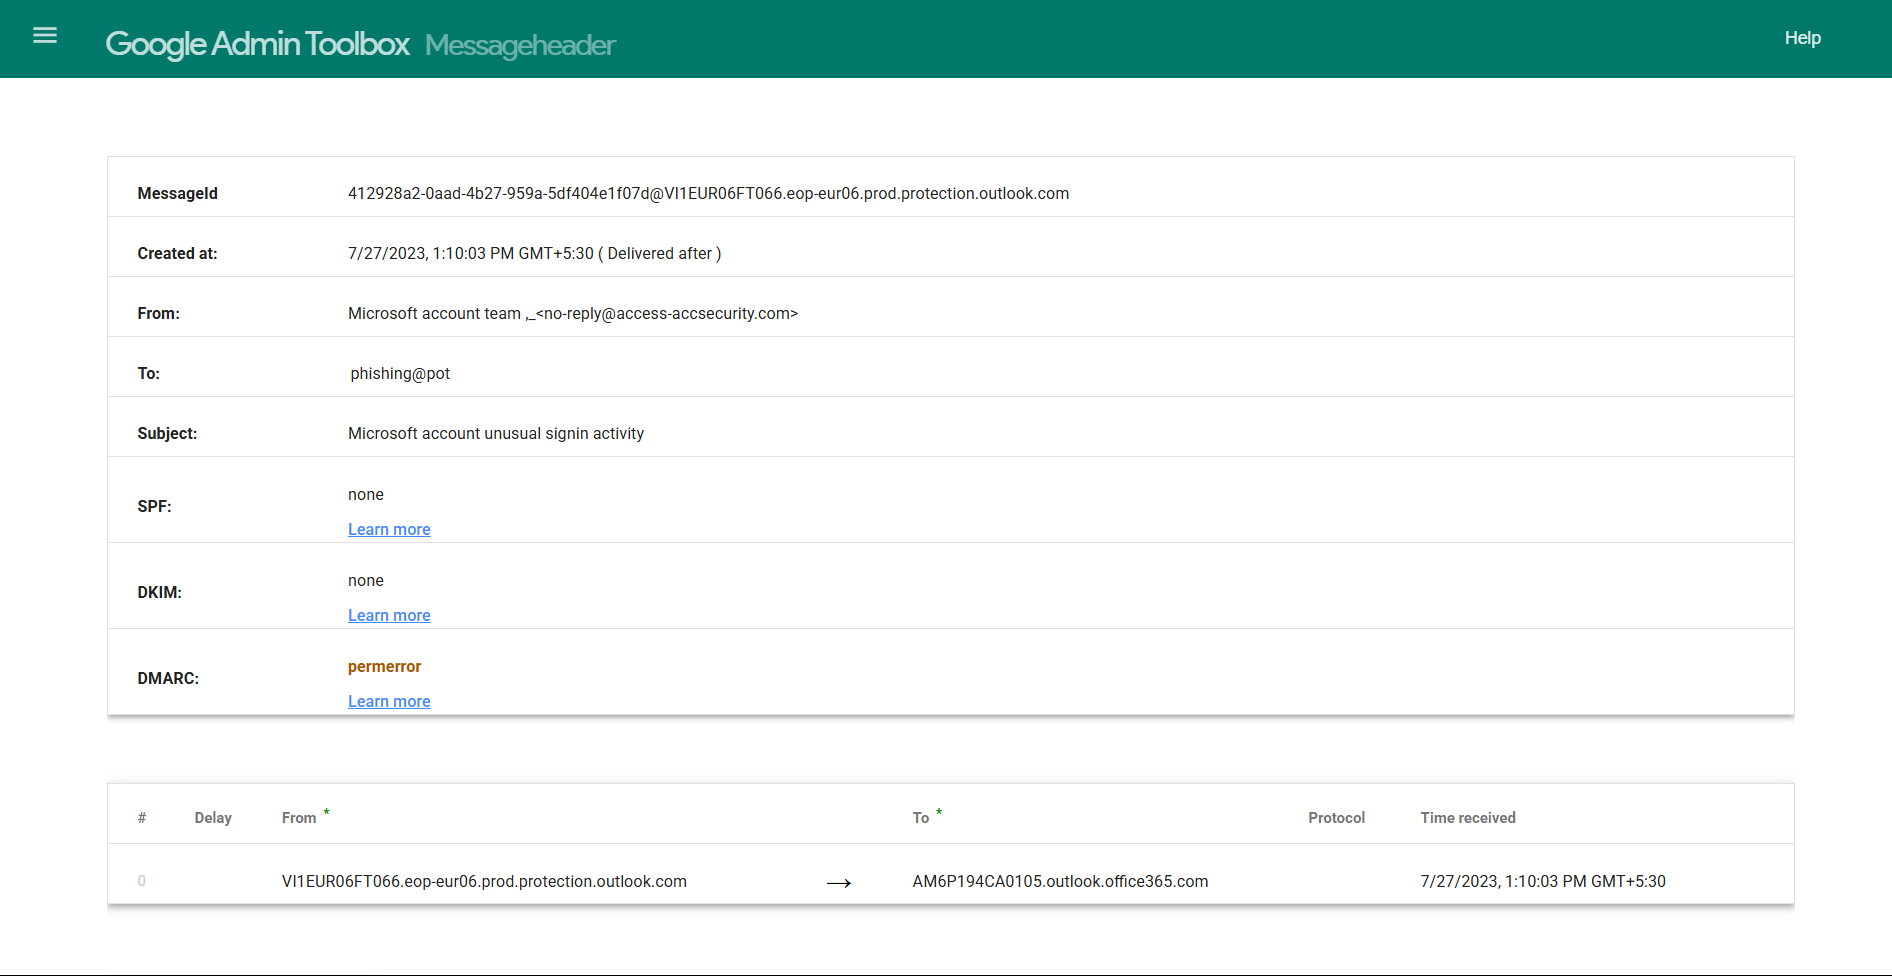 Google Admin Toolbox Messageheader Help
MessageId 412928a2-0aad-4b27-959a-5df404e1f07d@VI1EUR06FT066.eop-eur06.prod.protection.outlook.com
Created at: 7/27/2023, 1:10:03 PM GMT+5:30 ( Delivered after )
From: Microsoft account team ,_<no-reply@access-accsecurity.com>
To: phishing@pot
Subject: Microsoft account unusual signin activity
SPF: none
Learn more
DKIM: none
Learn more
DMARC: permerror
Learn more
# Delay From * To * Protocol Time received
0 VI1EUR06FT066.eop-eur06.prod.protection.outlook.com → AM6P194CA0105.outlook.office365.com 7/27/2023, 1:10:03 PM GMT+5:30